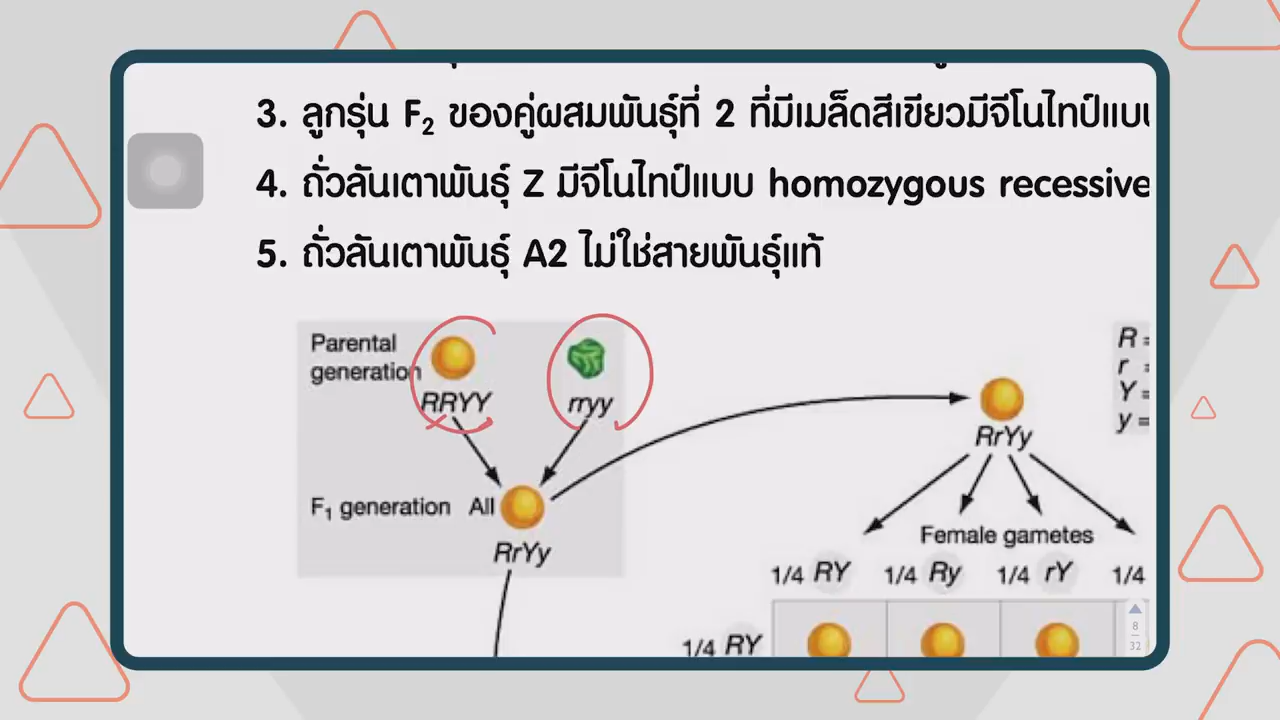 3. ลูกรุ่น F₂ ของคู่ผสมพันธุ์ที่ 2 ที่มีเมล็ดสีเขียวมีจีโนไทป์แบบ
4. ถั่วลันเตาพันธุ์ Z มีจีโนไทป์แบบ homozygous recessive
5. ถั่วลันเตาพันธุ์ A2 ไม่ใช่สายพันธุ์แท้
Parental generation
RRYY rryy
R =
r =
Y =
y =
RrYy
F₁ generation All
RrYy
Female gametes
1/4 RY 1/4 Ry 1/4 rY 1/4
1/4 RY
8
32